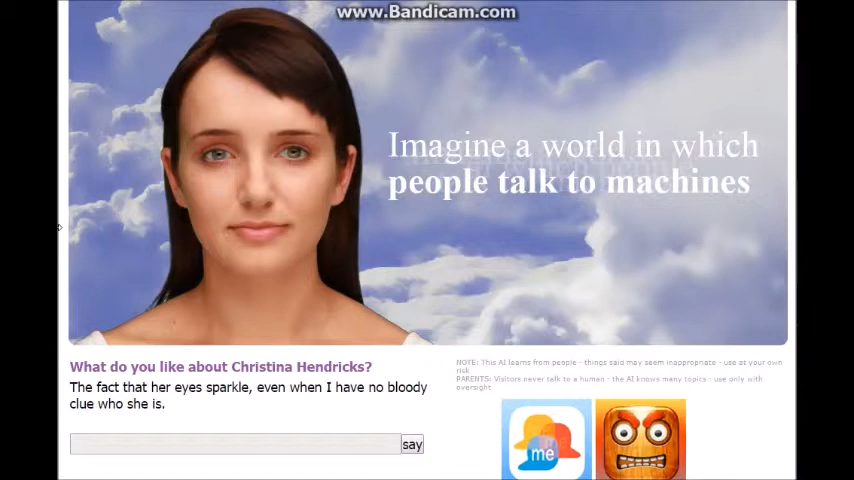 www.Bandicam.com
Imagine a world in which
people talk to machines
What do you like about Christina Hendricks?
The fact that her eyes sparkle, even when I have no bloody
clue who she is.
say
NOTE: This AI learns from people - things said may seem inappropriate - use at your own
risk
PARENTS: Visitors never talk to a human - the AI knows many topics - use only with
oversight
me